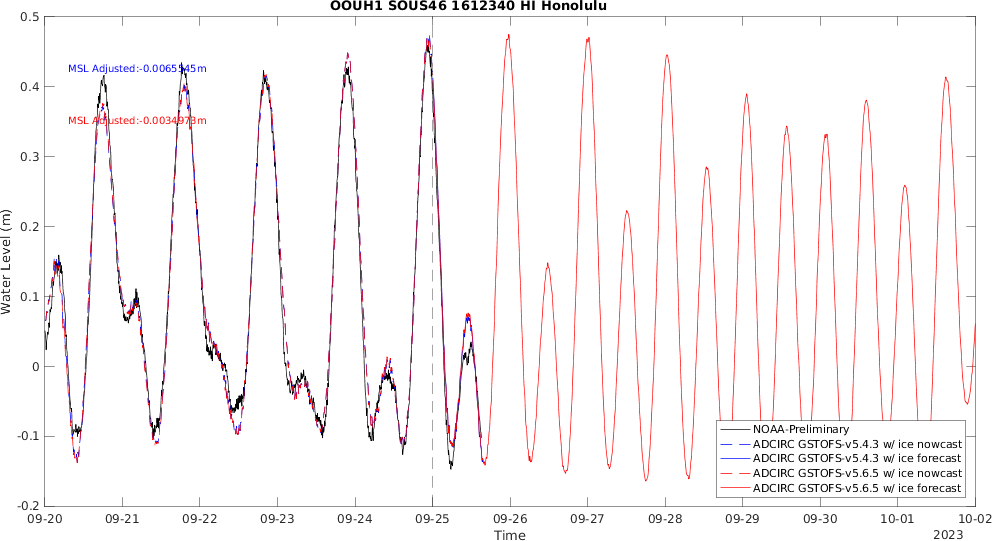 OOUH1 SOUS46 1612340 HI Honolulu
0.5
MSL Adjusted:-0.0065545m
0.4
MSL Adjusted:-0.0034973m
0.3
0.2
Water Level (m)
0.1
0
-0.1
-0.2
NOAA-Preliminary
ADCIRC GSTOFS-v5.4.3 w/ ice nowcast
ADCIRC GSTOFS-v5.4.3 w/ ice forecast
ADCIRC GSTOFS-v5.6.5 w/ ice nowcast
ADCIRC GSTOFS-v5.6.5 w/ ice forecast
09-20 09-21 09-22 09-23 09-24 09-25 09-26 09-27 09-28 09-29 09-30 10-01 10-02
Time
2023